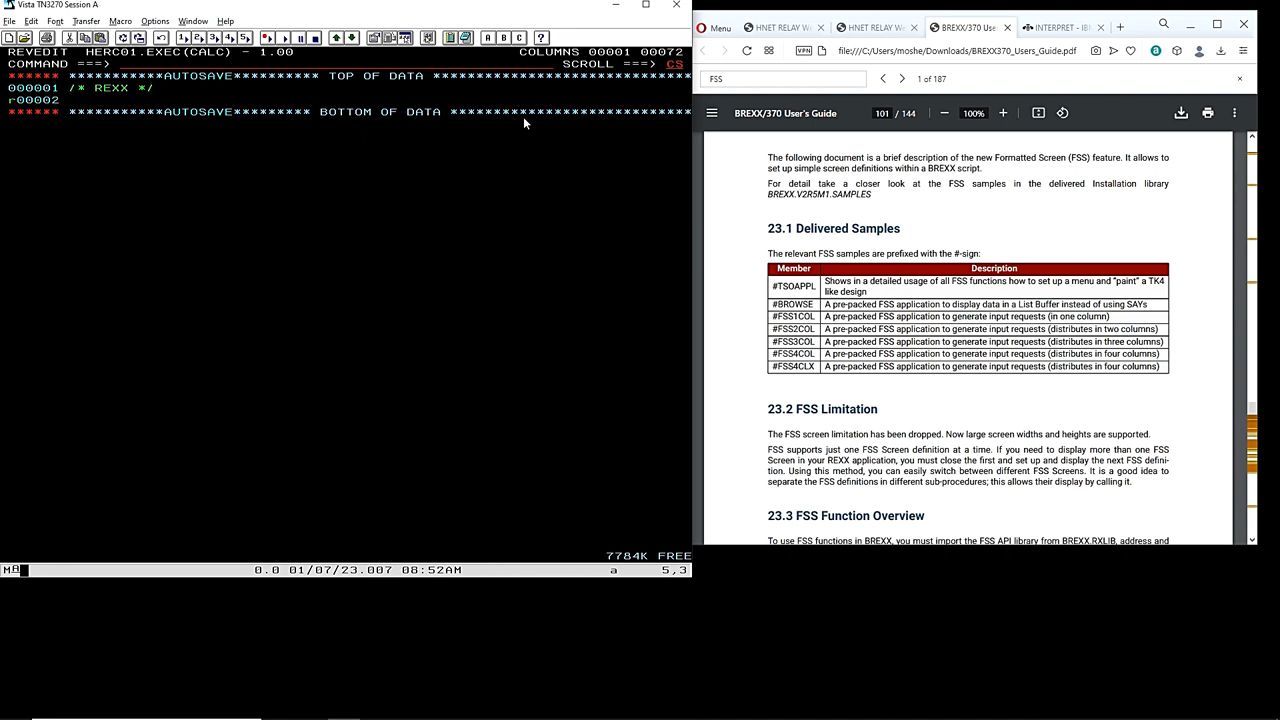 Vista TN3270 Session A
File Edit Font Transfer Macro Options Window Help
REVEDIT HERC01.EXEC(CALC) - 1.00 COLUMNS 00001 00072
COMMAND ===> SCROLL ===> CS
****** ***********AUTOSAVE********** TOP OF DATA ******************************
000001 /* REXX */
r00002
****** ***********AUTOSAVE********* BOTTOM OF DATA ****************************
7784K FREE
MA 0.0 01/07/23.007 08:52AM a 5,3
Menu HNET RELAY We HNET RELAY We BREXX/370 User INTERPRET - IBM
VPN file:///C:/Users/moshe/Downloads/BREXX370_Users_Guide.pdf
FSS 1 of 187
BREXX/370 User's Guide 101 / 144 100%
The following document is a brief description of the new Formatted Screen (FSS) feature. It allows to
set up simple screen definitions within a BREXX script.
For detail take a closer look at the FSS samples in the delivered Installation library
BREXX.V2R5M1.SAMPLES
23.1 Delivered Samples
The relevant FSS samples are prefixed with the #-sign:
Member Description
#TSOAPPL Shows in a detailed usage of all FSS functions how to set up a menu and "paint" a TK4
like design
#BROWSE A pre-packed FSS application to display data in a List Buffer instead of using SAYs
#FSS1COL A pre-packed FSS application to generate input requests (in one column)
#FSS2COL A pre-packed FSS application to generate input requests (distributes in two columns)
#FSS3COL A pre-packed FSS application to generate input requests (distributes in three columns)
#FSS4COL A pre-packed FSS application to generate input requests (distributes in four columns)
#FSS4CLX A pre-packed FSS application to generate input requests (distributes in four columns)
23.2 FSS Limitation
The FSS screen limitation has been dropped. Now large screen widths and heights are supported.
FSS supports just one FSS Screen definition at a time. If you need to display more than one FSS
Screen in your REXX application, you must close the first and set up and display the next FSS defini-
tion. Using this method, you can easily switch between different FSS Screens. It is a good idea to
separate the FSS definitions in different sub-procedures; this allows their display by calling it.
23.3 FSS Function Overview
To use FSS functions in BREXX, you must import the FSS API library from BREXX.RXLIB, address and